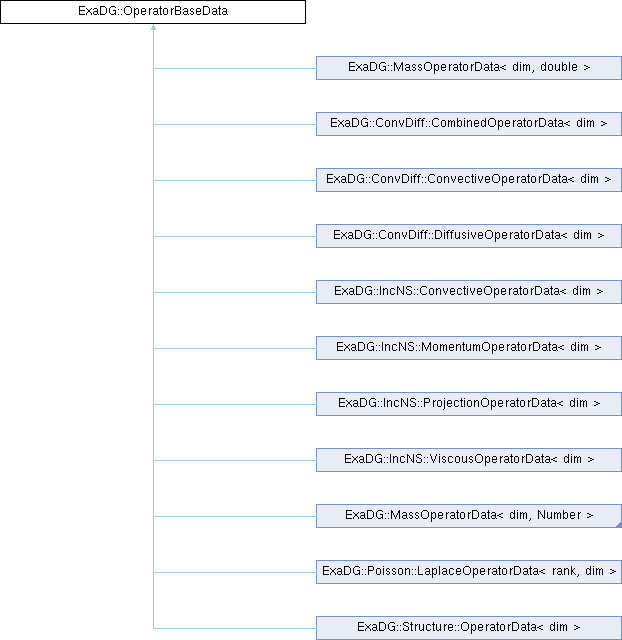 ExaDG::OperatorBaseData
ExaDG::MassOperatorData< dim, double >
ExaDG::ConvDiff::CombinedOperatorData< dim >
ExaDG::ConvDiff::ConvectiveOperatorData< dim >
ExaDG::ConvDiff::DiffusiveOperatorData< dim >
ExaDG::IncNS::ConvectiveOperatorData< dim >
ExaDG::IncNS::MomentumOperatorData< dim >
ExaDG::IncNS::ProjectionOperatorData< dim >
ExaDG::IncNS::ViscousOperatorData< dim >
ExaDG::MassOperatorData< dim, Number >
ExaDG::Poisson::LaplaceOperatorData< rank, dim >
ExaDG::Structure::OperatorData< dim >